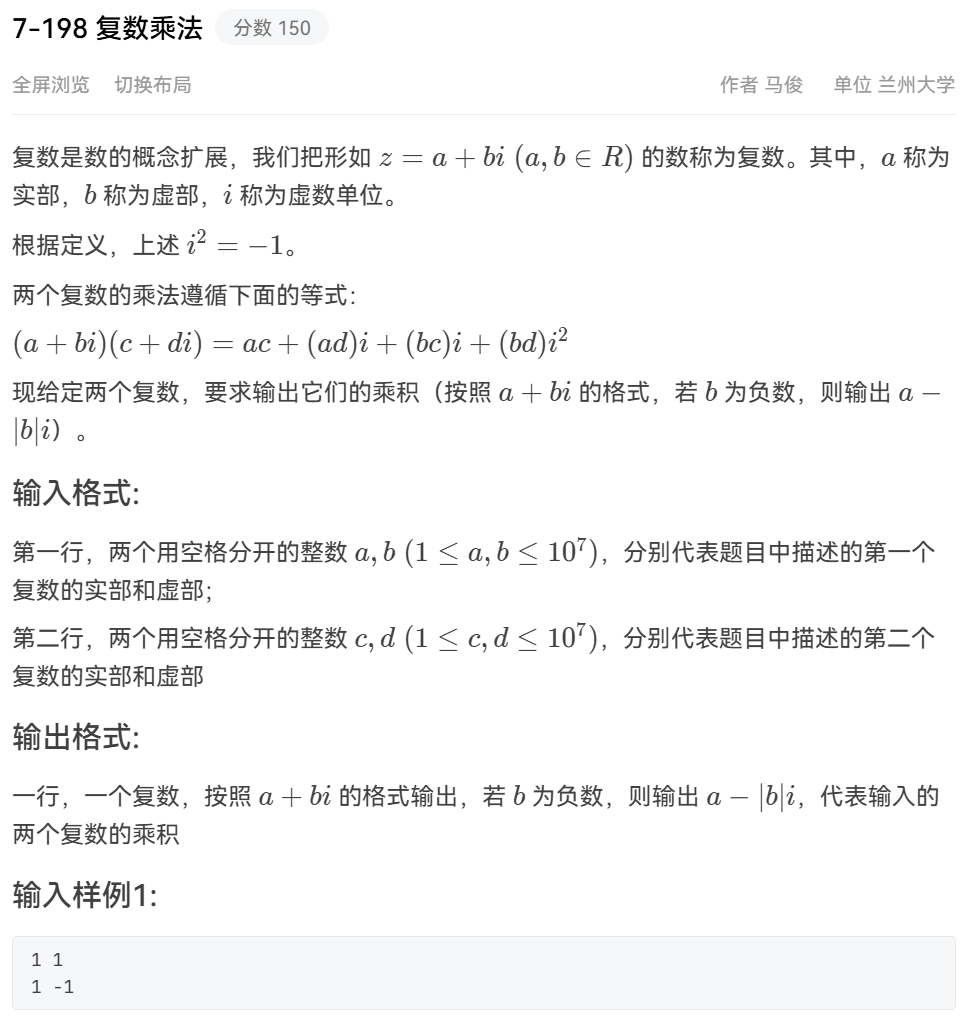 7-198 复数乘法 分数 150
全屏浏览 切换布局 作者 马俊 单位 兰州大学
复数是数的概念扩展，我们把形如 z = a + bi (a, b ∈ R) 的数称为复数。其中，a 称为
实部，b 称为虚部，i 称为虚数单位。
根据定义，上述 i² = −1。
两个复数的乘法遵循下面的等式：
(a + bi)(c + di) = ac + (ad)i + (bc)i + (bd)i²
现给定两个复数，要求输出它们的乘积（按照 a + bi 的格式，若 b 为负数，则输出 a −
|b|i）。
输入格式:
第一行，两个用空格分开的整数 a, b (1 ≤ a, b ≤ 10⁷)，分别代表题目中描述的第一个
复数的实部和虚部；
第二行，两个用空格分开的整数 c, d (1 ≤ c, d ≤ 10⁷)，分别代表题目中描述的第二个
复数的实部和虚部
输出格式:
一行，一个复数，按照 a + bi 的格式输出，若 b 为负数，则输出 a − |b|i，代表输入的
两个复数的乘积
输入样例1:
1 1
1 -1